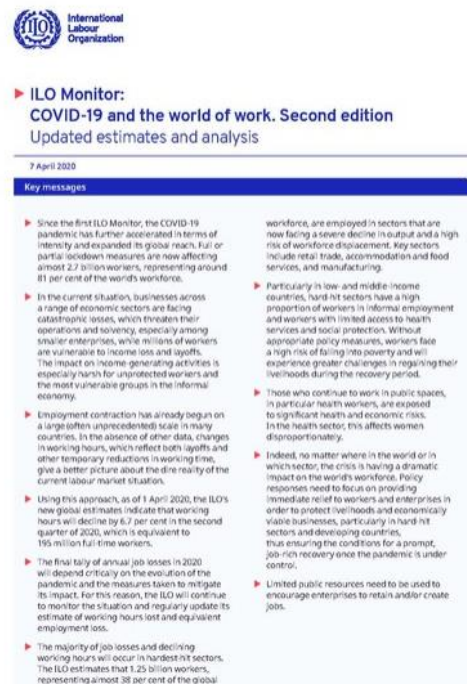 International
Labour
Organization
ILO Monitor:
COVID-19 and the world of work. Second edition
Updated estimates and analysis
7 April 2020
Key messages
Since the first ILO Monitor, the COVID-19
pandemic has further accelerated in terms of
intensity and expanded its global reach. Full or
partial lockdown measures are now affecting
almost 2.7 billion workers, representing around
81 per cent of the world's workforce.
In the current situation, businesses across
a range of economic sectors are facing
catastrophic losses, which threaten their
operations and solvency, especially among
smaller enterprises, while millions of workers
are vulnerable to income loss and layoffs.
The impact on income-generating activities is
especially harsh for unprotected workers and
the most vulnerable groups in the informal
economy.
Employment contraction has already begun on
a large (often unprecedented) scale in many
countries. In the absence of other data, changes
in working hours, which reflect both layoffs and
other temporary reductions in working time,
give a better picture about the dire reality of the
current labour market situation.
Using this approach, as of 1 April 2020, the ILO's
new global estimates indicate that working
hours will decline by 6.7 per cent in the second
quarter of 2020, which is equivalent to
195 million full-time workers.
The final tally of annual job losses in 2020
will depend critically on the evolution of the
pandemic and the measures taken to mitigate
its impact. For this reason, the ILO will continue
to monitor the situation and regularly update its
estimate of working hours lost and equivalent
employment loss.
The majority of job losses and declining
working hours will occur in hardest-hit sectors.
The ILO estimates that 1.25 billion workers,
representing almost 38 per cent of the global
workforce, are employed in sectors that are
now facing a severe decline in output and a high
risk of workforce displacement. Key sectors
include retail trade, accommodation and food
services, and manufacturing.
Particularly in low- and middle-income
countries, hard-hit sectors have a high
proportion of workers in informal employment
and workers with limited access to health
services and social protection. Without
appropriate policy measures, workers face
a high risk of falling into poverty and will
experience greater challenges in regaining their
livelihoods during the recovery period.
Those who continue to work in public spaces,
in particular health workers, are exposed
to significant health and economic risks.
In the health sector, this affects women
disproportionately.
Indeed, no matter where in the world or in
which sector, the crisis is having a dramatic
impact on the world's workforce. Policy
responses need to focus on providing
immediate relief to workers and enterprises in
order to protect livelihoods and economically
viable businesses, particularly in hard-hit
sectors and developing countries,
thus ensuring the conditions for a prompt,
job-rich recovery once the pandemic is under
control.
Limited public resources need to be used to
encourage enterprises to retain and/or create
jobs.